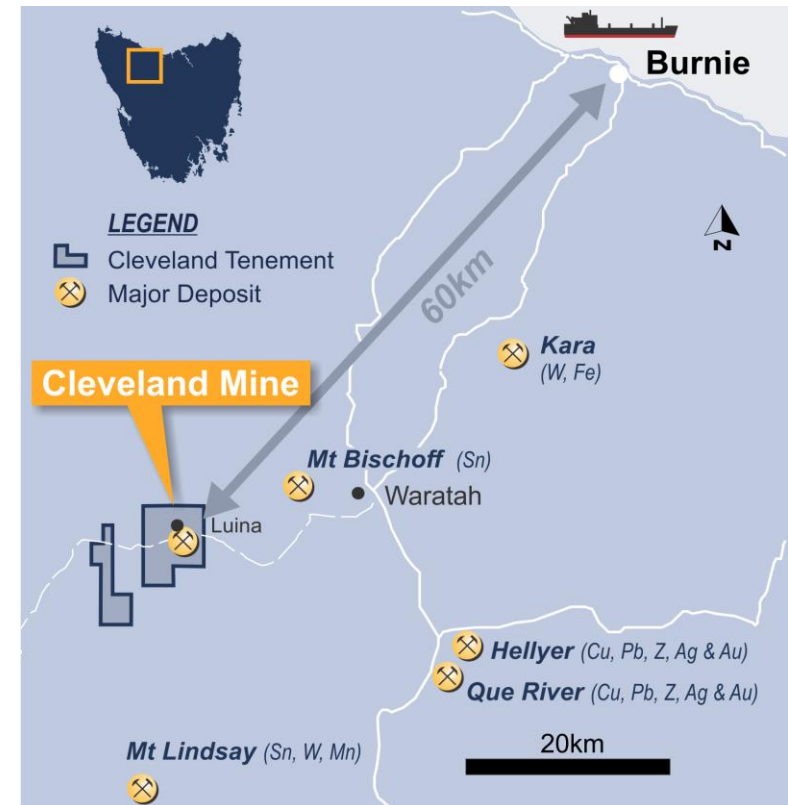 Burnie
LEGEND
Cleveland Tenement
Major Deposit
N
60km
Kara
(W, Fe)
Cleveland Mine
Mt Bischoff (Sn)
Waratah
Luina
Hellyer (Cu, Pb, Z, Ag & Au)
Que River (Cu, Pb, Z, Ag & Au)
20km
Mt Lindsay (Sn, W, Mn)